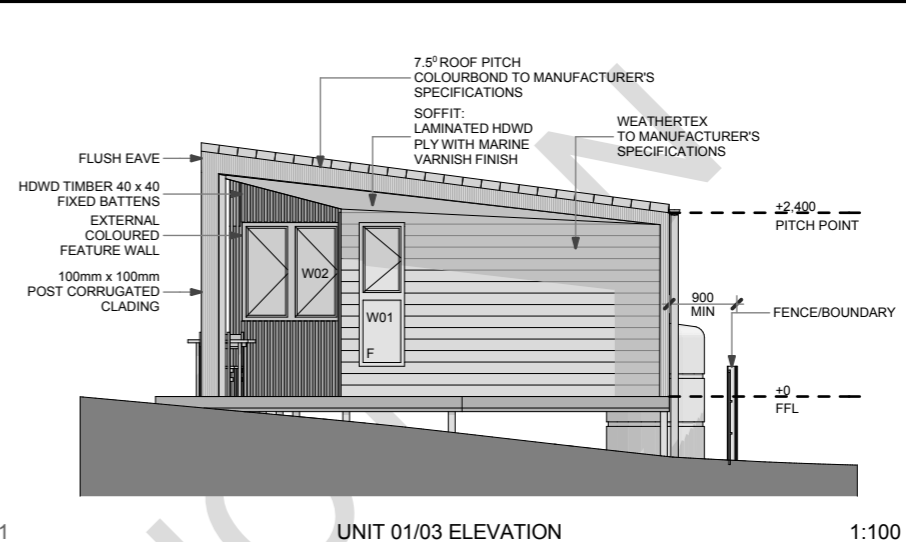 7.5⁰ ROOF PITCH
COLOURBOND TO MANUFACTURER'S
SPECIFICATIONS
SOFFIT:
LAMINATED HDWD
PLY WITH MARINE
VARNISH FINISH
WEATHERTEX
TO MANUFACTURER'S
SPECIFICATIONS
FLUSH EAVE
HDWD TIMBER 40 x 40
FIXED BATTENS
EXTERNAL
COLOURED
FEATURE WALL
100mm x 100mm
POST CORRUGATED
CLADING
W02
W01
F
+2,400
PITCH POINT
900
MIN
FENCE/BOUNDARY
+0
FFL
1
UNIT 01/03 ELEVATION
1:100